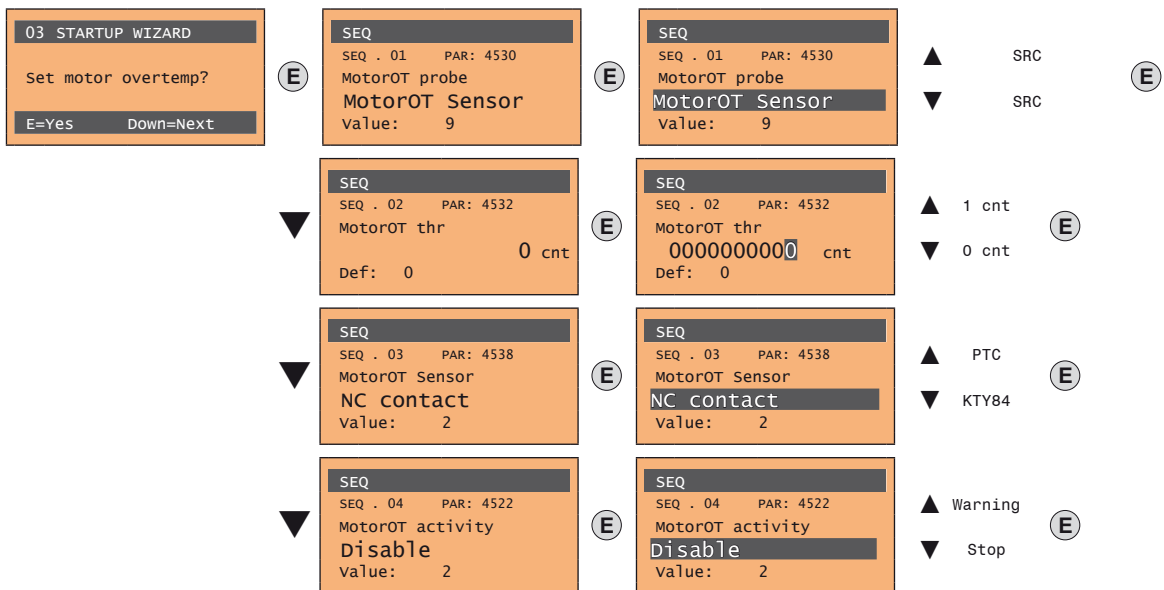 03 STARTUP WIZARD
Set motor overtemp?
E=Yes Down=Next
E
SEQ
SEQ . 01 PAR: 4530
MotorOT probe
MotorOT Sensor
Value: 9
E
SEQ
SEQ . 01 PAR: 4530
MotorOT probe
MotorOT Sensor
Value: 9
▲ SRC
▼ SRC
E
▼
SEQ
SEQ . 02 PAR: 4532
MotorOT thr
0 cnt
Def: 0
E
SEQ
SEQ . 02 PAR: 4532
MotorOT thr
0000000000 cnt
Def: 0
▲ 1 cnt
▼ 0 cnt
E
▼
SEQ
SEQ . 03 PAR: 4538
MotorOT Sensor
NC contact
Value: 2
E
SEQ
SEQ . 03 PAR: 4538
MotorOT Sensor
NC contact
Value: 2
▲ PTC
▼ KTY84
E
▼
SEQ
SEQ . 04 PAR: 4522
MotorOT activity
Disable
Value: 2
E
SEQ
SEQ . 04 PAR: 4522
MotorOT activity
Disable
Value: 2
▲ Warning
▼ Stop
E